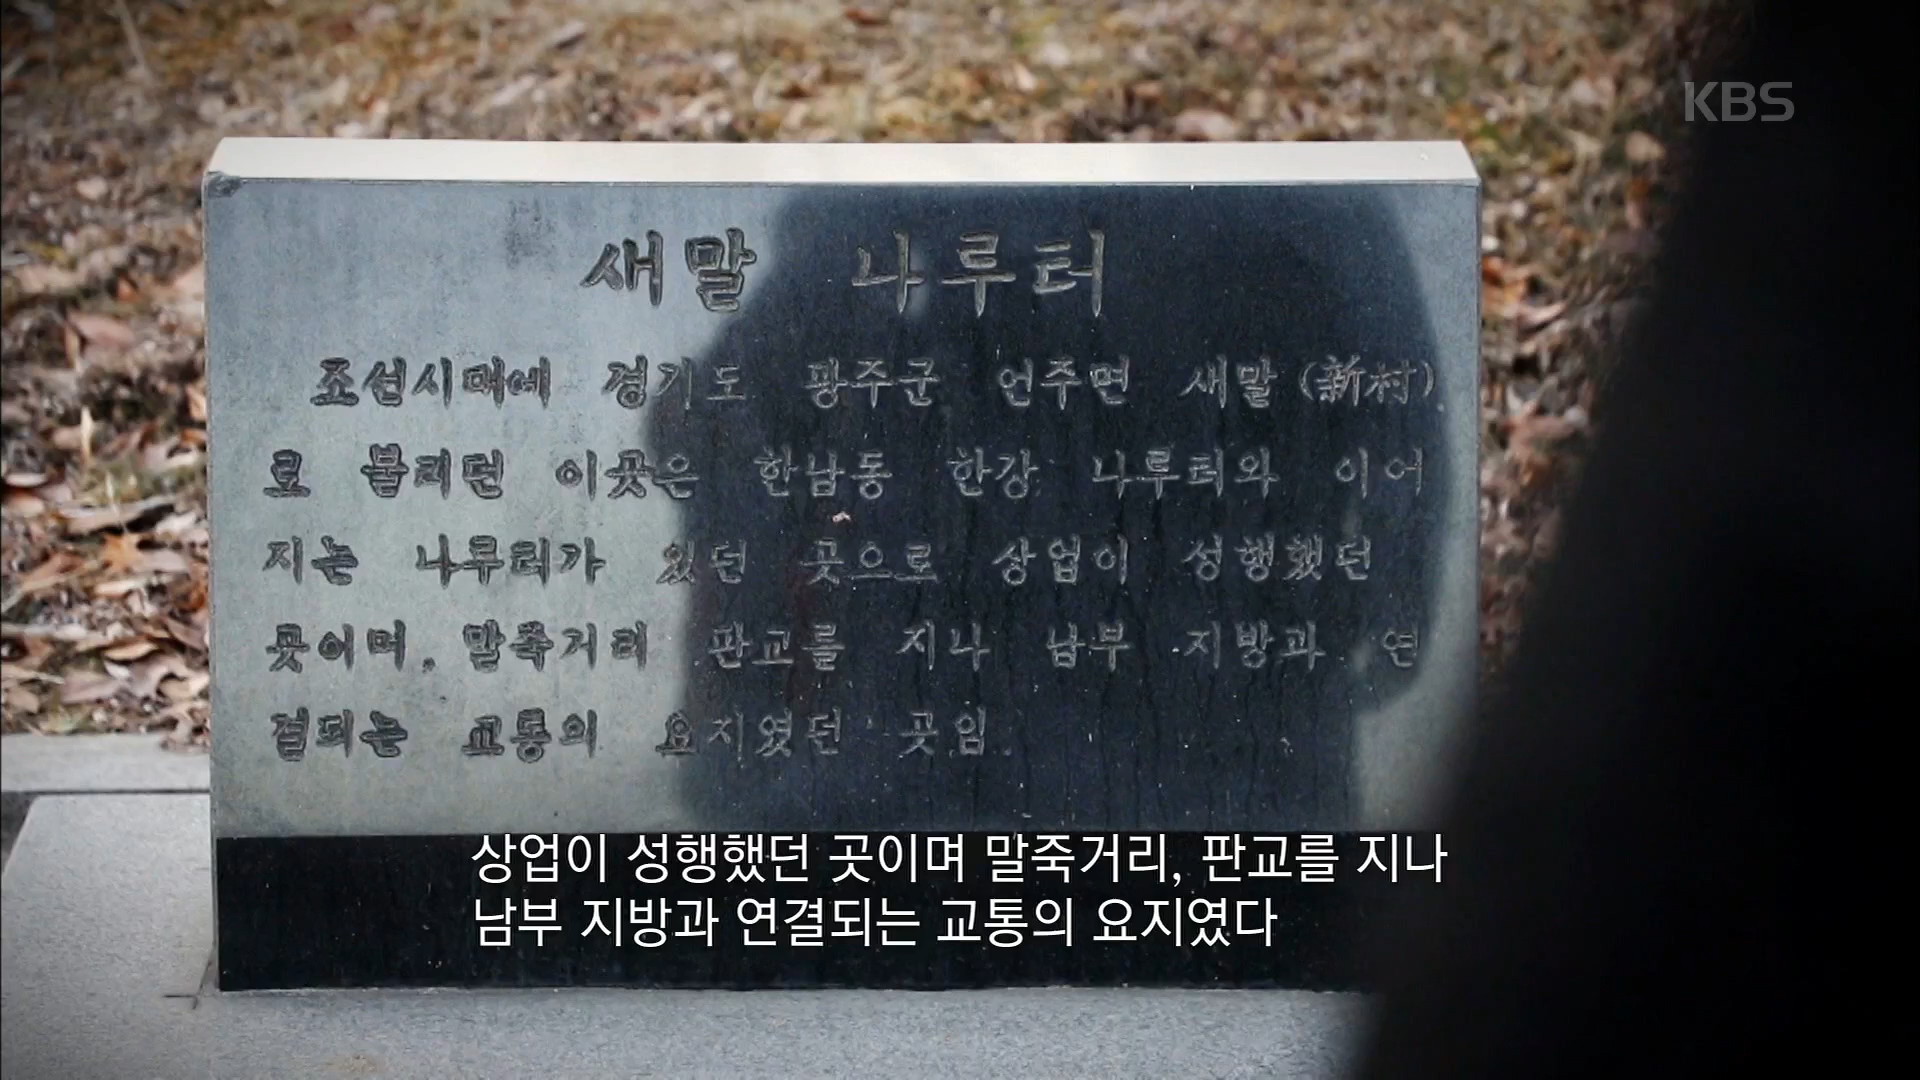 KBS
새말 나루터
조선시대에 경기도 광주군 언주면 새말(新村)
로 불리던 이곳은 한남동 한강 나루터와 이어
지는 나루터가 있던 곳으로 상업이 성행했던
곳이며, 말죽거리 판교를 지나 남부 지방과 연
결되는 교통의 요지였던 곳임.
상업이 성행했던 곳이며 말죽거리, 판교를 지나
남부 지방과 연결되는 교통의 요지였다